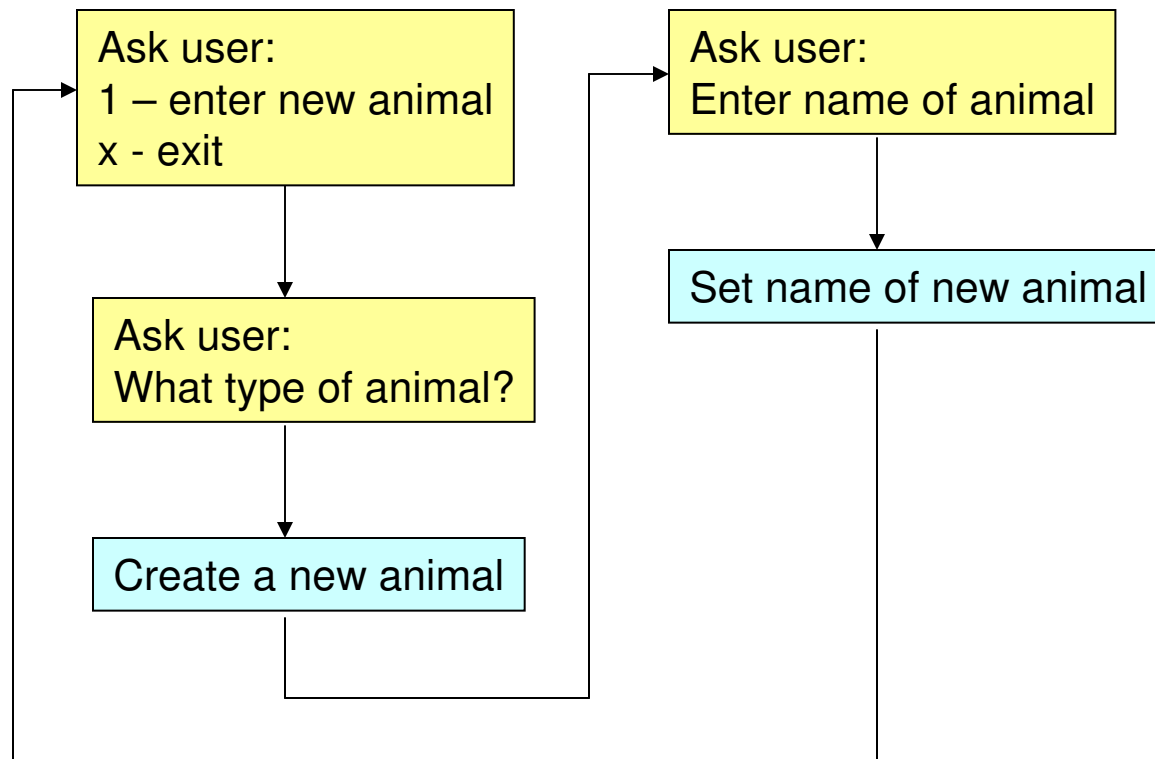 Ask user:
1 – enter new animal
x - exit
Ask user:
What type of animal?
Create a new animal
Ask user:
Enter name of animal
Set name of new animal